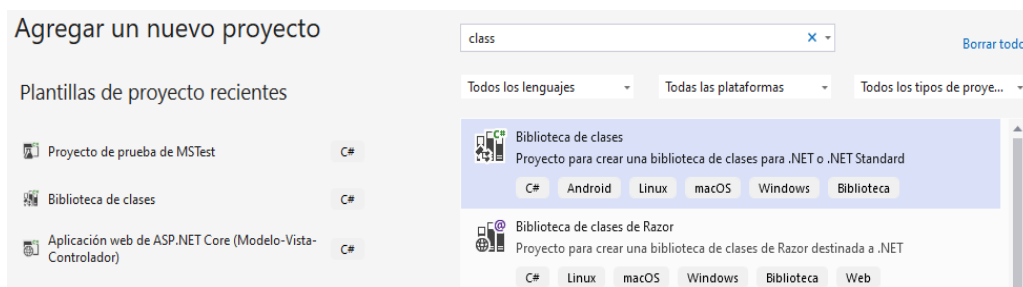 Agregar un nuevo proyecto
class
Borrar todo
Plantillas de proyecto recientes
Todos los lenguajes
Todas las plataformas
Todos los tipos de proye...
Proyecto de prueba de MSTest
C#
Biblioteca de clases
C#
Aplicación web de ASP.NET Core (Modelo-Vista-
Controlador)
C#
Biblioteca de clases
Proyecto para crear una biblioteca de clases para .NET o .NET Standard
C# Android Linux macOS Windows Biblioteca
Biblioteca de clases de Razor
Proyecto para crear una biblioteca de clases de Razor destinada a .NET
C# Linux macOS Windows Biblioteca Web